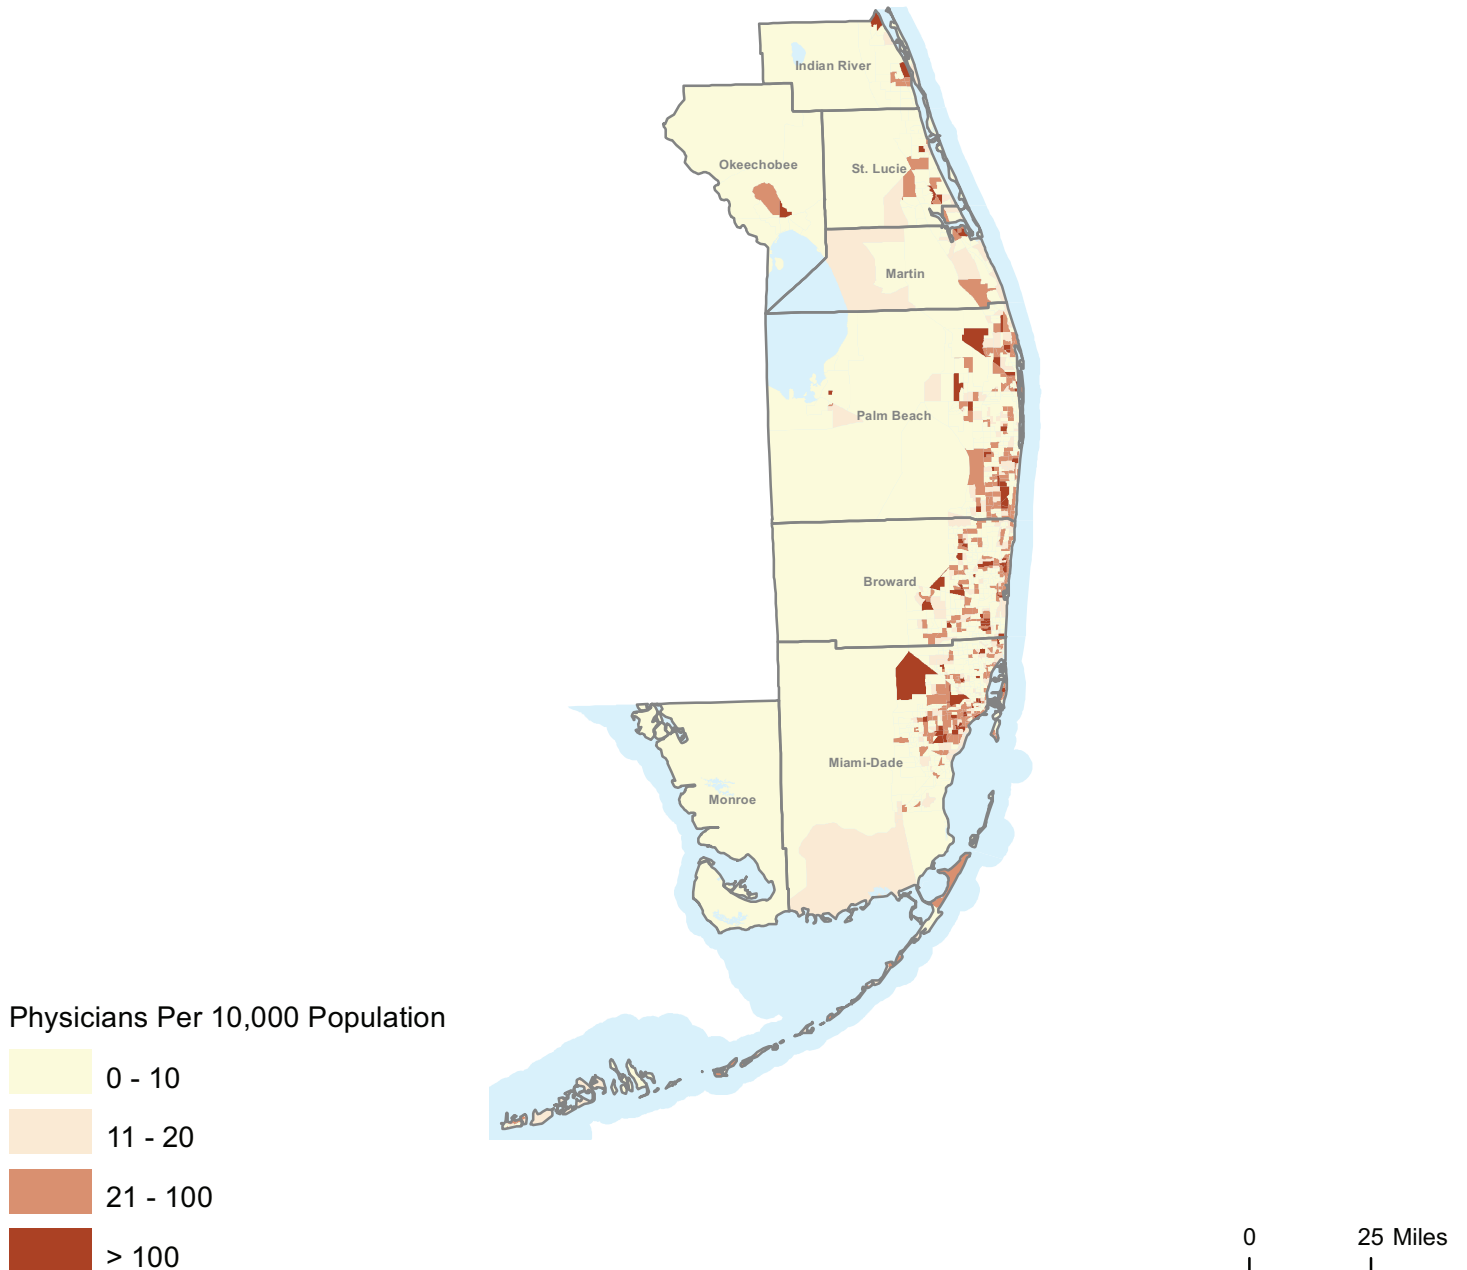 Indian River
Okeechobee
St. Lucie
Martin
Palm Beach
Broward
Miami-Dade
Monroe
Physicians Per 10,000 Population
0 - 10
11 - 20
21 - 100
> 100
0 25 Miles